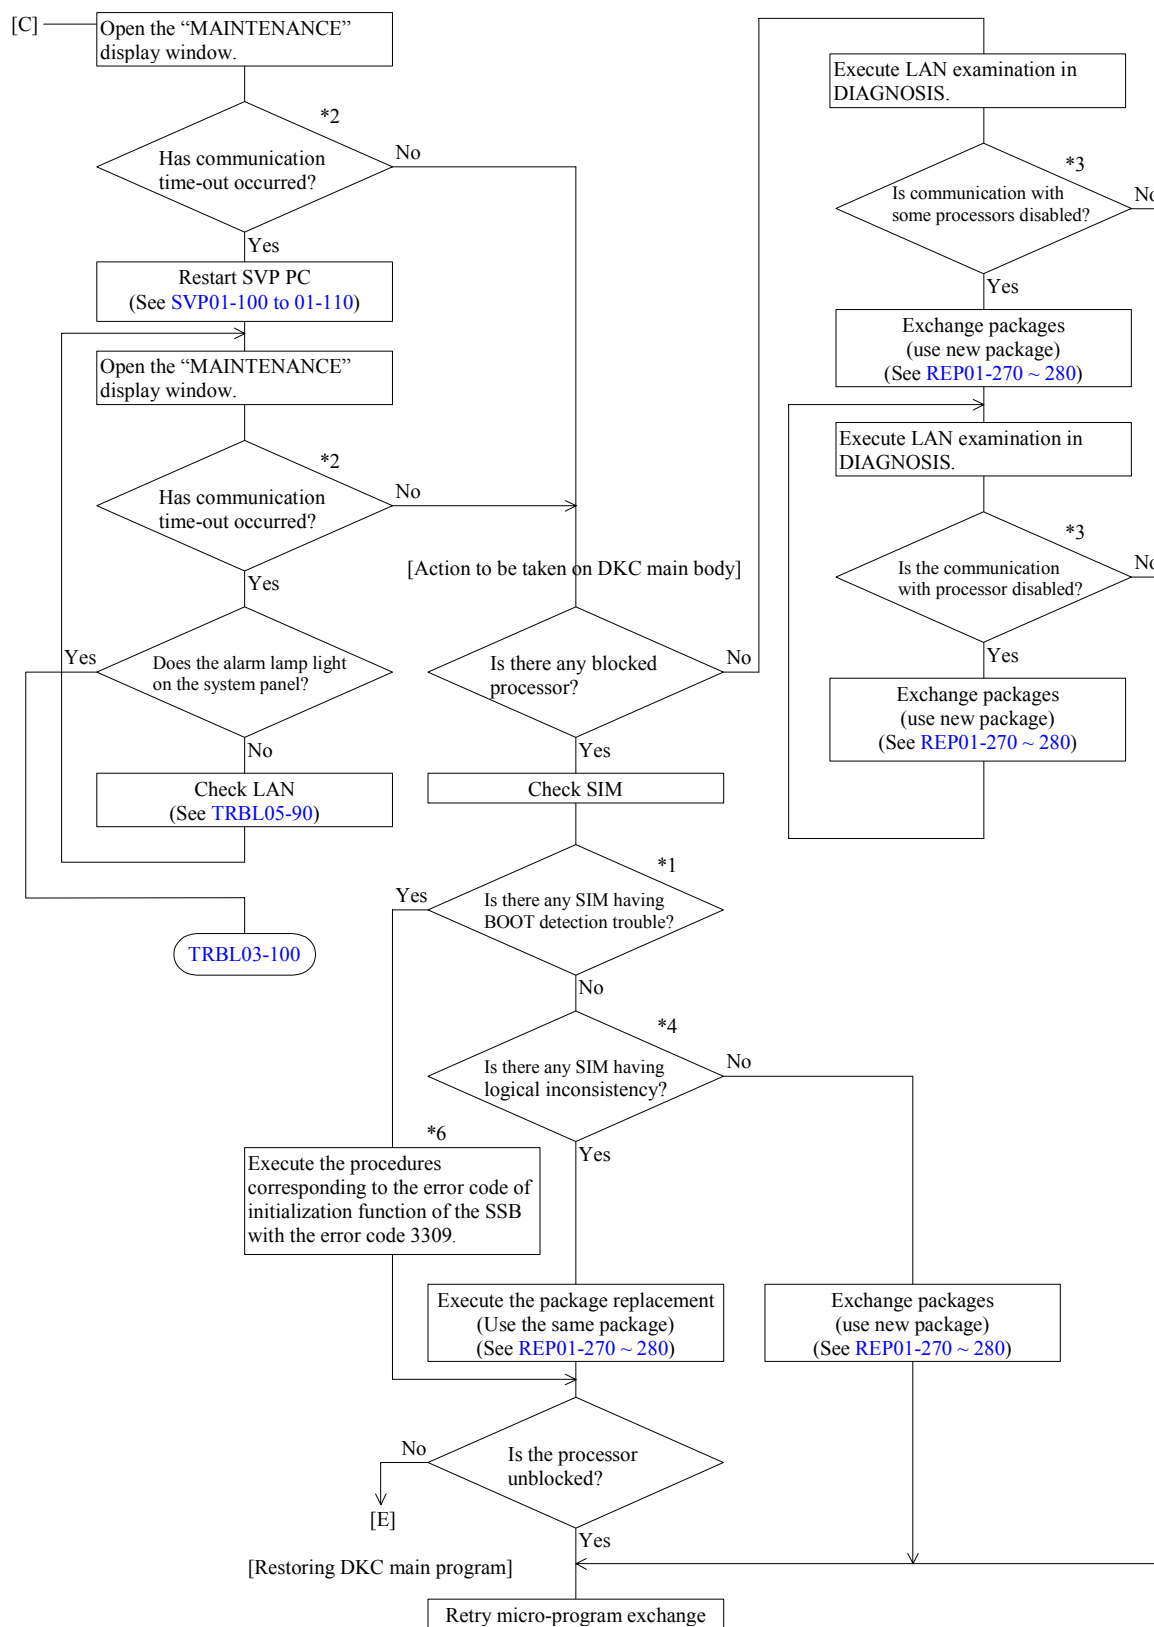 [C]
Open the “MAINTENANCE”
display window.
*2
Has communication
time-out occurred?
No
Yes
Restart SVP PC
(See SVP01-100 to 01-110)
Open the “MAINTENANCE”
display window.
*2
Has communication
time-out occurred?
No
Yes
Yes
Does the alarm lamp light
on the system panel?
No
Check LAN
(See TRBL05-90)
TRBL03-100
[Action to be taken on DKC main body]
Is there any blocked
processor?
No
Yes
Check SIM
*1
Yes
Is there any SIM having
BOOT detection trouble?
No
*4
Is there any SIM having
logical inconsistency?
No
Yes
*6
Execute the procedures
corresponding to the error code of
initialization function of the SSB
with the error code 3309.
Execute the package replacement
(Use the same package)
(See REP01-270 ~ 280)
Exchange packages
(use new package)
(See REP01-270 ~ 280)
No
Is the processor
unblocked?
[E]
Yes
[Restoring DKC main program]
Retry micro-program exchange
Execute LAN examination in
DIAGNOSIS.
*3
Is communication with
some processors disabled?
No
Yes
Exchange packages
(use new package)
(See REP01-270 ~ 280)
Execute LAN examination in
DIAGNOSIS.
*3
Is the communication
with processor disabled?
No
Yes
Exchange packages
(use new package)
(See REP01-270 ~ 280)